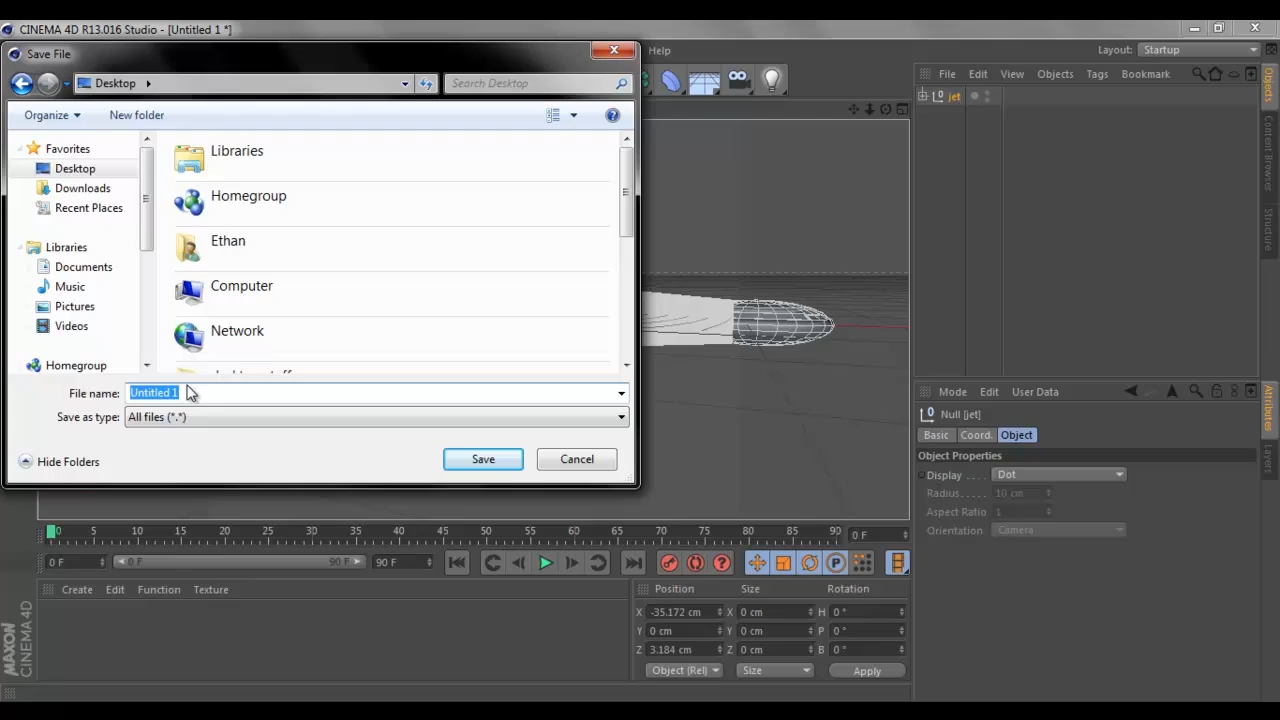 CINEMA 4D R13.016 Studio - [Untitled 1 *]
Save File
Help
Layout: Startup
Desktop
Search Desktop
File Edit View Objects Tags Bookmark
jet
Organize
New folder
Favorites
Desktop
Downloads
Recent Places
Libraries
Documents
Music
Pictures
Videos
Homegroup
Libraries
Homegroup
Ethan
Computer
Network
File name: Untitled 1
Save as type: All files (*.*)
Hide Folders
Save
Cancel
Objects
Content Browser
Structure
Mode Edit User Data
Null [jet]
Basic Coord. Object
Object Properties
Display Dot
Radius 10 cm
Aspect Ratio 1
Orientation Camera
Attributes
Layers
0 5 10 15 20 25 30 35 40 45 50 55 60 65 70 75 80 85 90 0 F
0 F 0 F 90 F 90 F
Create Edit Function Texture
Position Size Rotation
X -35.172 cm X 0 cm H 0 °
Y 0 cm Y 0 cm P 0 °
Z 3.184 cm Z 0 cm B 0 °
Object (Rel) Size Apply
MAXON
CINEMA 4D